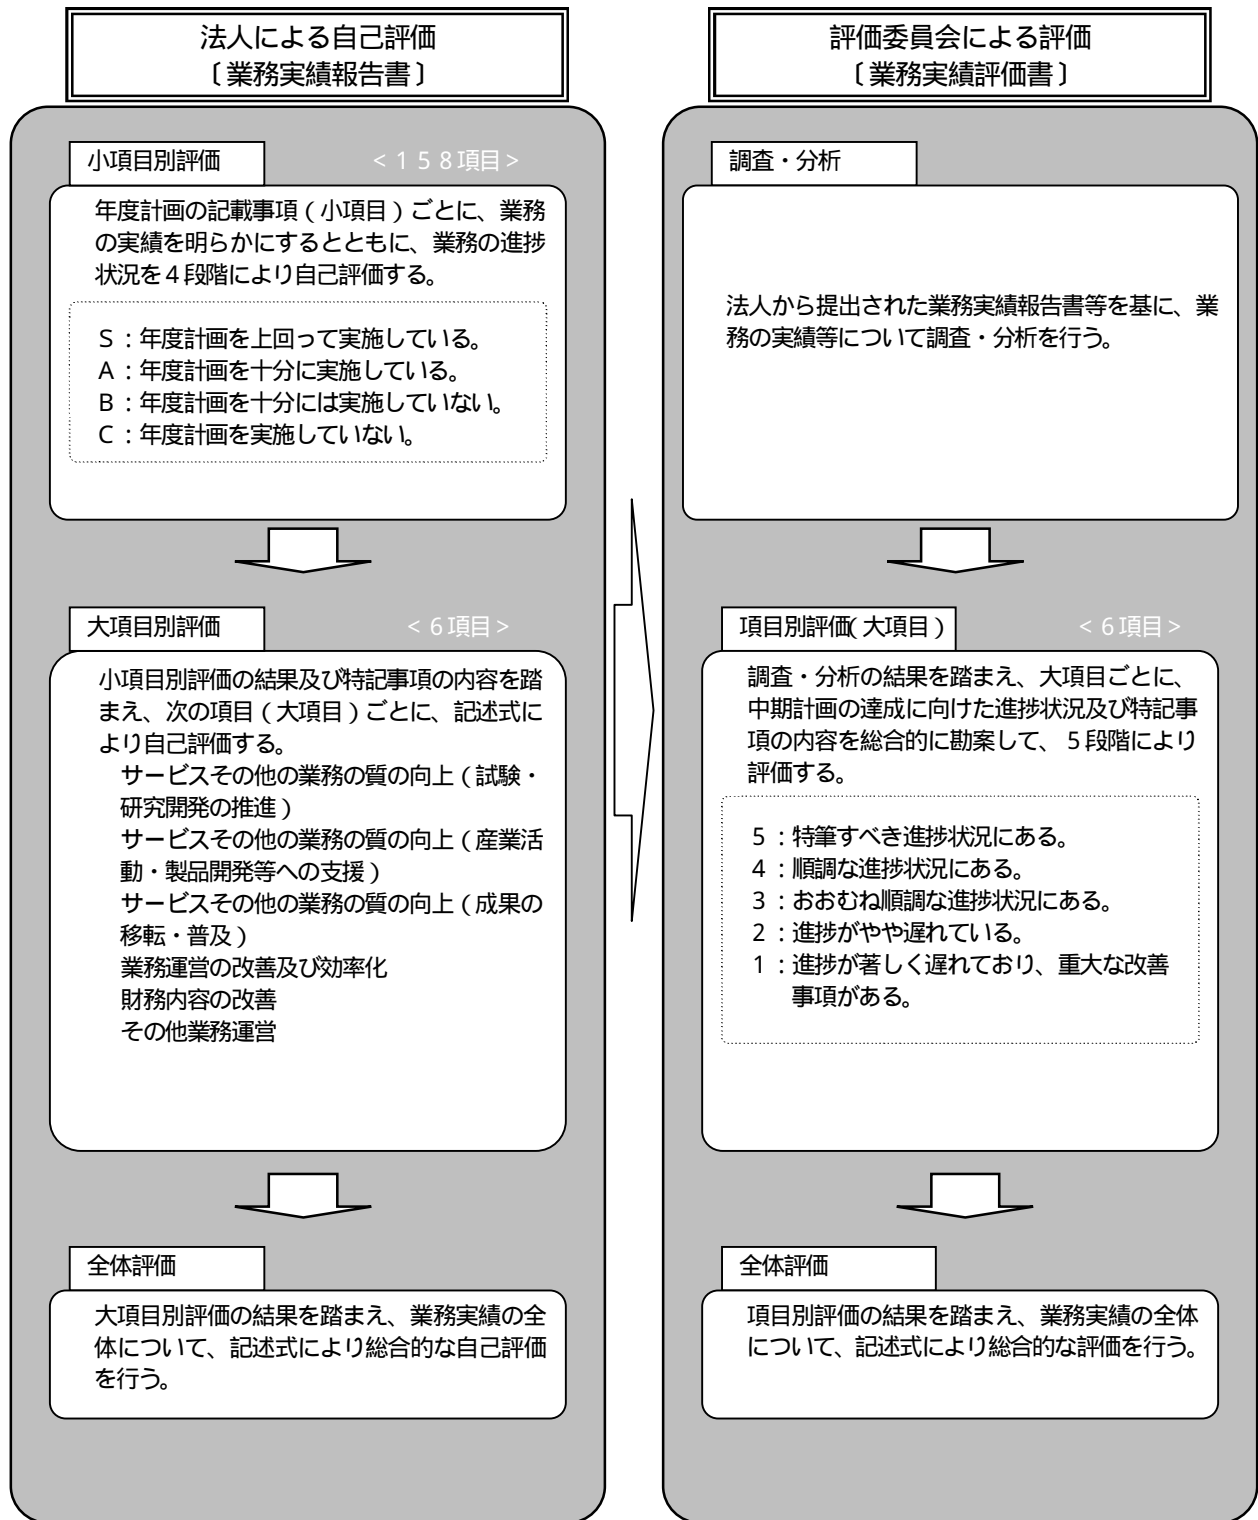 法人による自己評価
〔業務実績報告書〕
小項目別評価
<158項目>
年度計画の記載事項(小項目)ごとに、業務
の実績を明らかにするとともに、業務の進捗
状況を4段階により自己評価する。
S:年度計画を上回って実施している。
A:年度計画を十分に実施している。
B:年度計画を十分には実施していない。
C:年度計画を実施していない。
大項目別評価
<6項目>
小項目別評価の結果及び特記事項の内容を踏
まえ、次の項目(大項目)ごとに、記述式に
より自己評価する。
サービスその他の業務の質の向上(試験・
研究開発の推進)
サービスその他の業務の質の向上(産業活
動・製品開発等への支援)
サービスその他の業務の質の向上(成果の
移転・普及)
業務運営の改善及び効率化
財務内容の改善
その他業務運営
全体評価
大項目別評価の結果を踏まえ、業務実績の全
体について、記述式により総合的な自己評価
を行う。
評価委員会による評価
〔業務実績評価書〕
調査・分析
法人から提出された業務実績報告書等を基に、業
務の実績等について調査・分析を行う。
項目別評価(大項目)
<6項目>
調査・分析の結果を踏まえ、大項目ごとに、
中期計画の達成に向けた進捗状況及び特記事
項の内容を総合的に勘案して、5段階により
評価する。
5:特筆すべき進捗状況にある。
4:順調な進捗状況にある。
3:おおむね順調な進捗状況にある。
2:進捗がやや遅れている。
1:進捗が著しく遅れており、重大な改善
事項がある。
全体評価
項目別評価の結果を踏まえ、業務実績の全体
について、記述式により総合的な評価を行う。